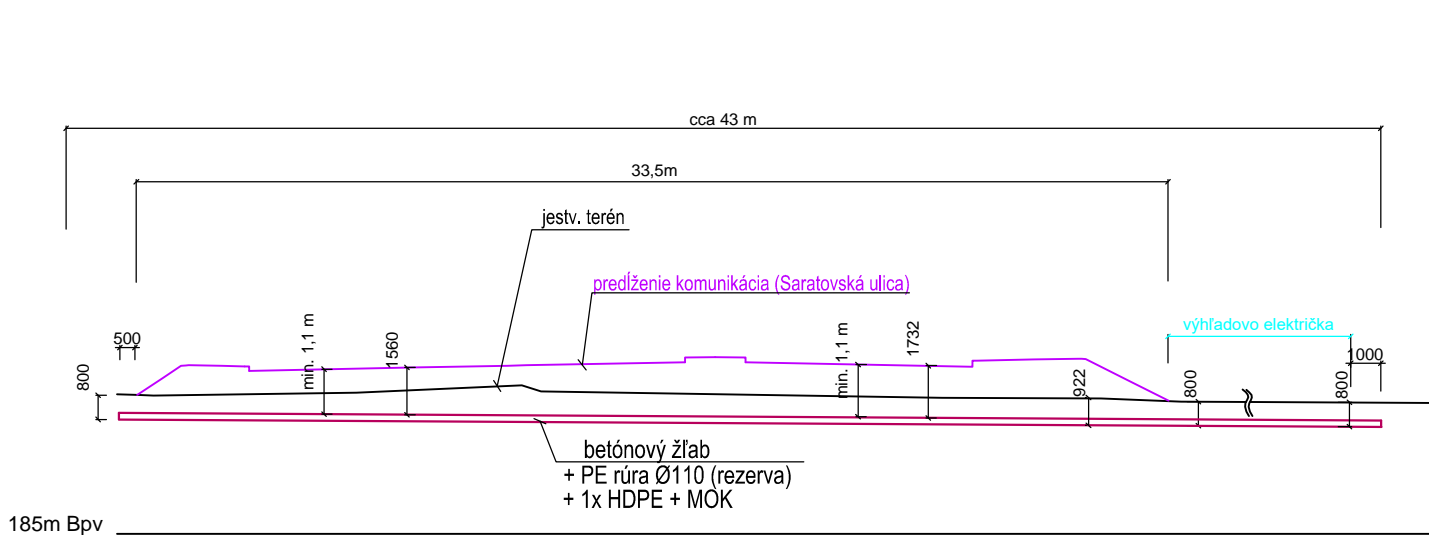 cca 43 m
33,5m
jestv. terén
predĺženie komunikácia (Saratovská ulica)
výhľadovo električka
500
min. 1,1 m
1560
min. 1,1 m
1732
1000
800
922
800
800
betónový žľab
+ PE rúra Ø110 (rezerva)
+ 1x HDPE + MOK
185m Bpv